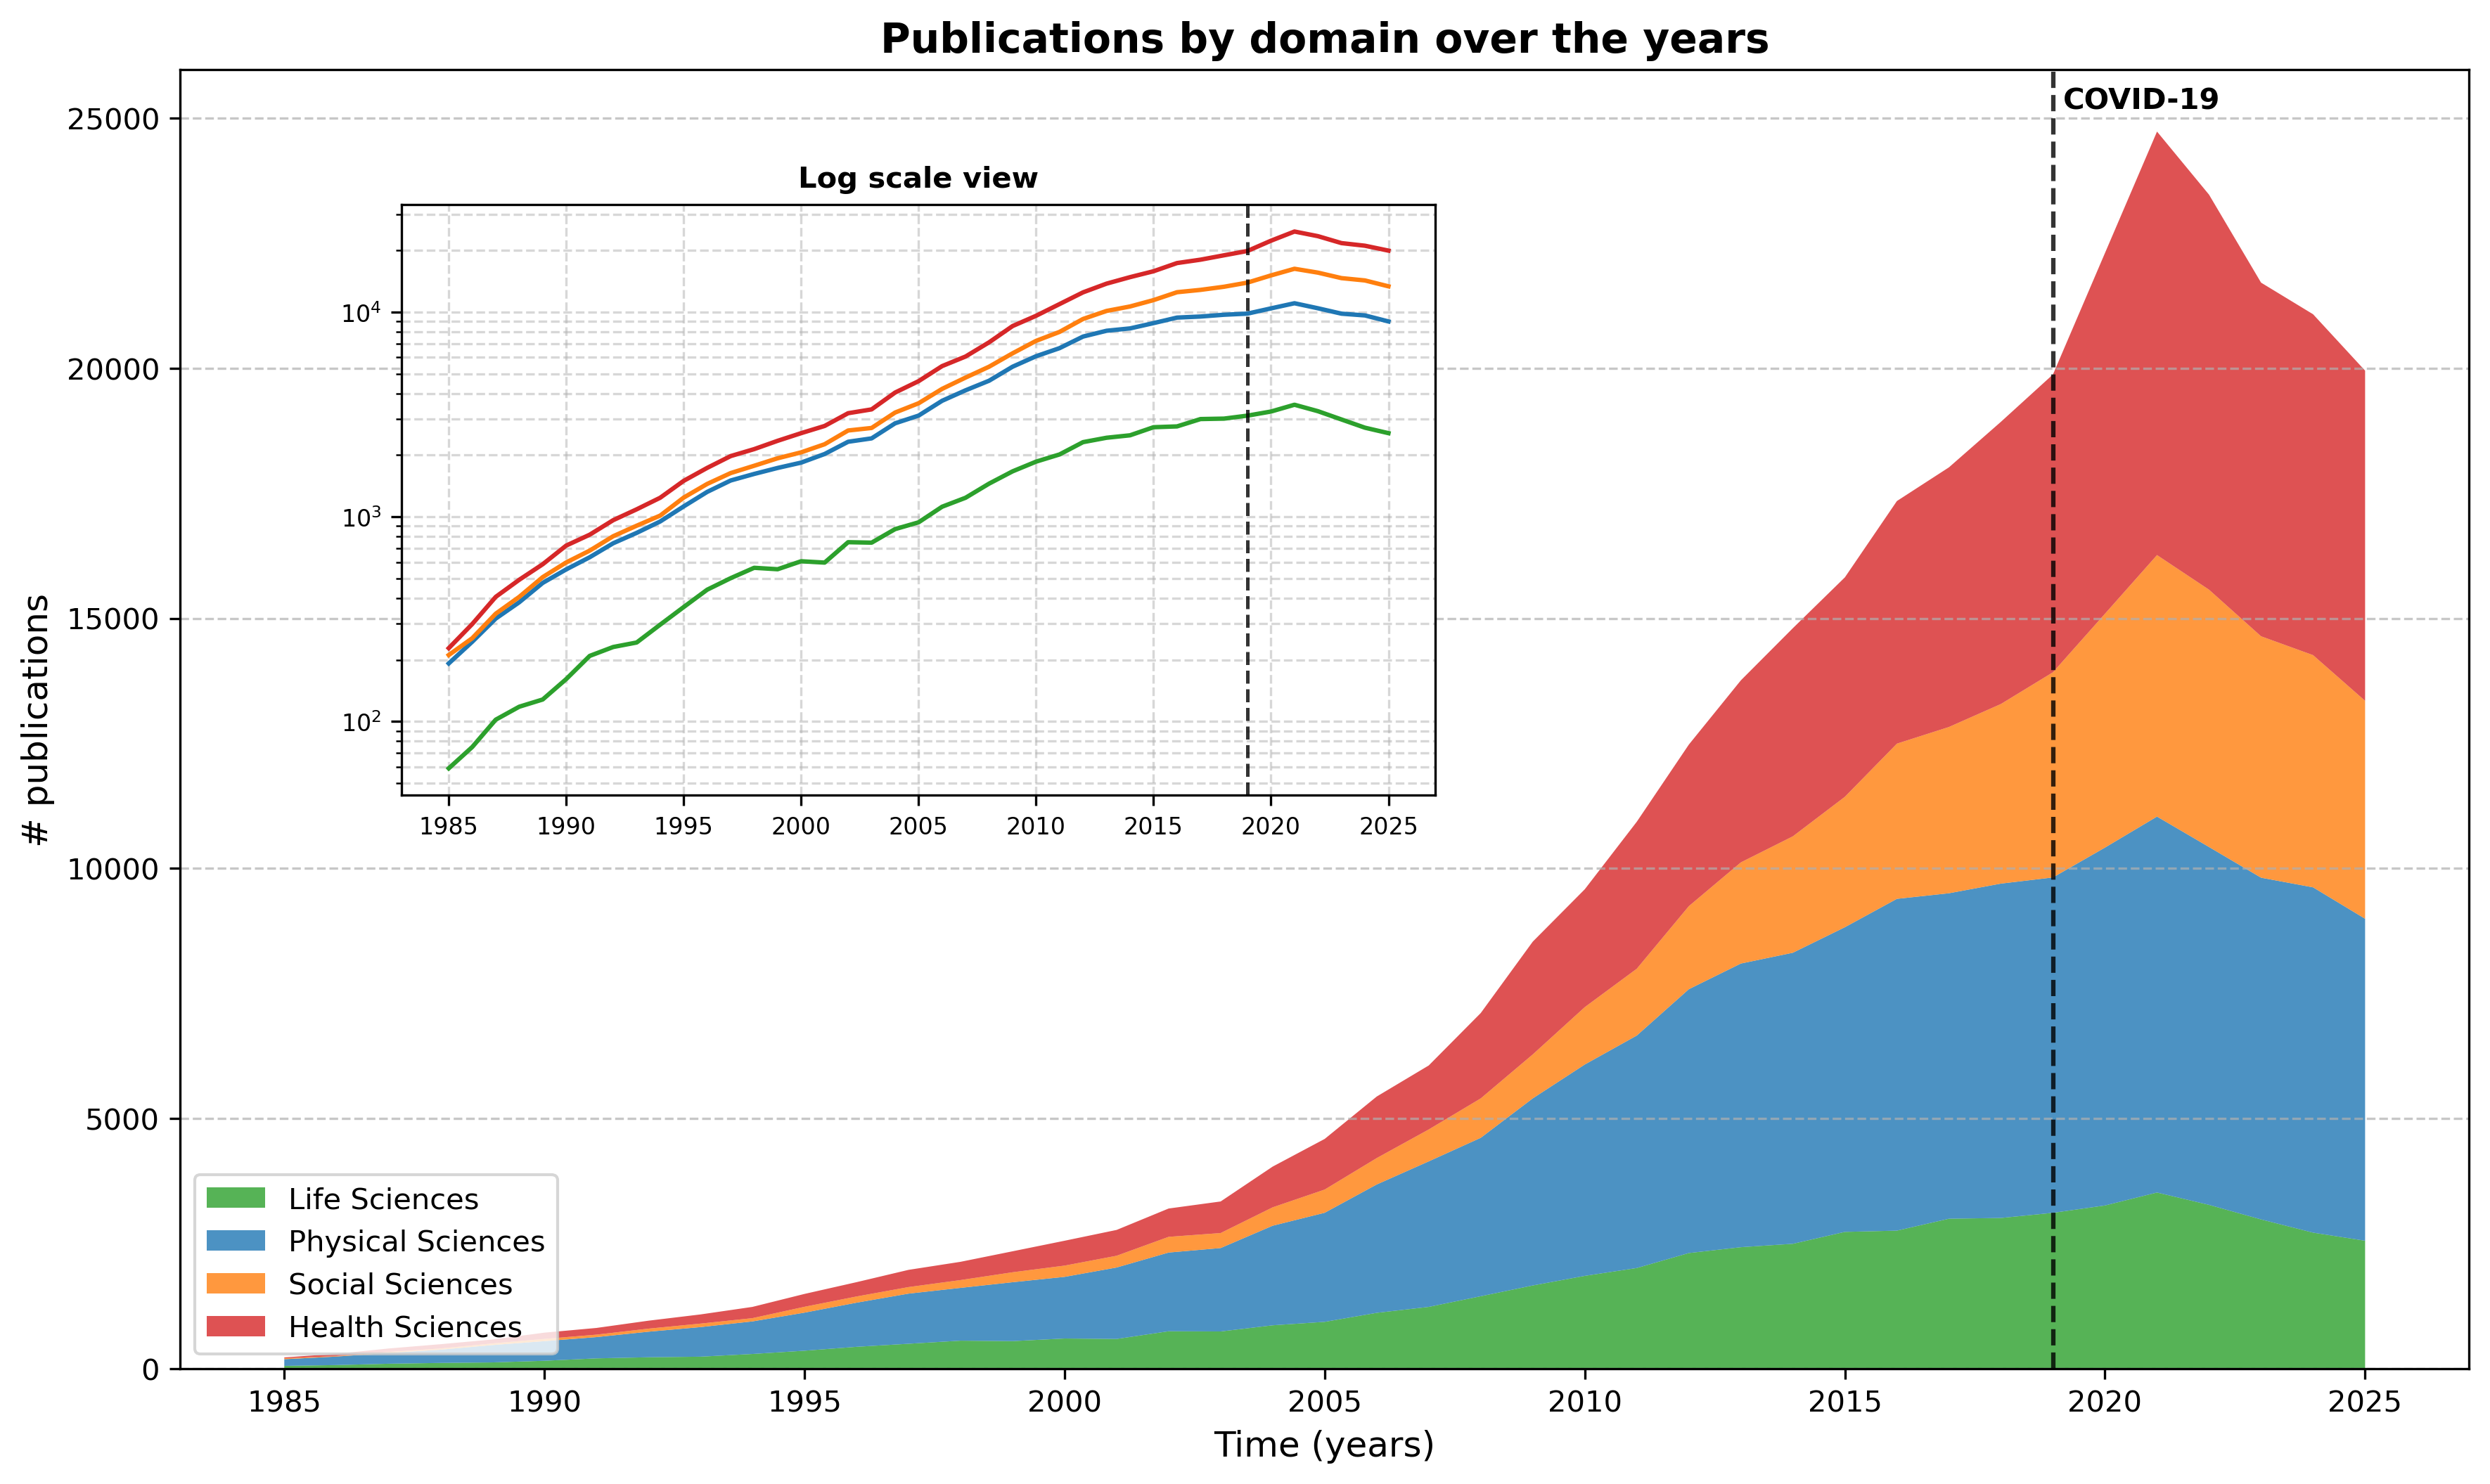 Publications by domain over the years
COVID-19
25000
20000
15000
10000
5000
0
# publications
Log scale view
10⁴
10³
10²
1985 1990 1995 2000 2005 2010 2015 2020 2025
Life Sciences
Physical Sciences
Social Sciences
Health Sciences
1985 1990 1995 2000 2005 2010 2015 2020 2025
Time (years)